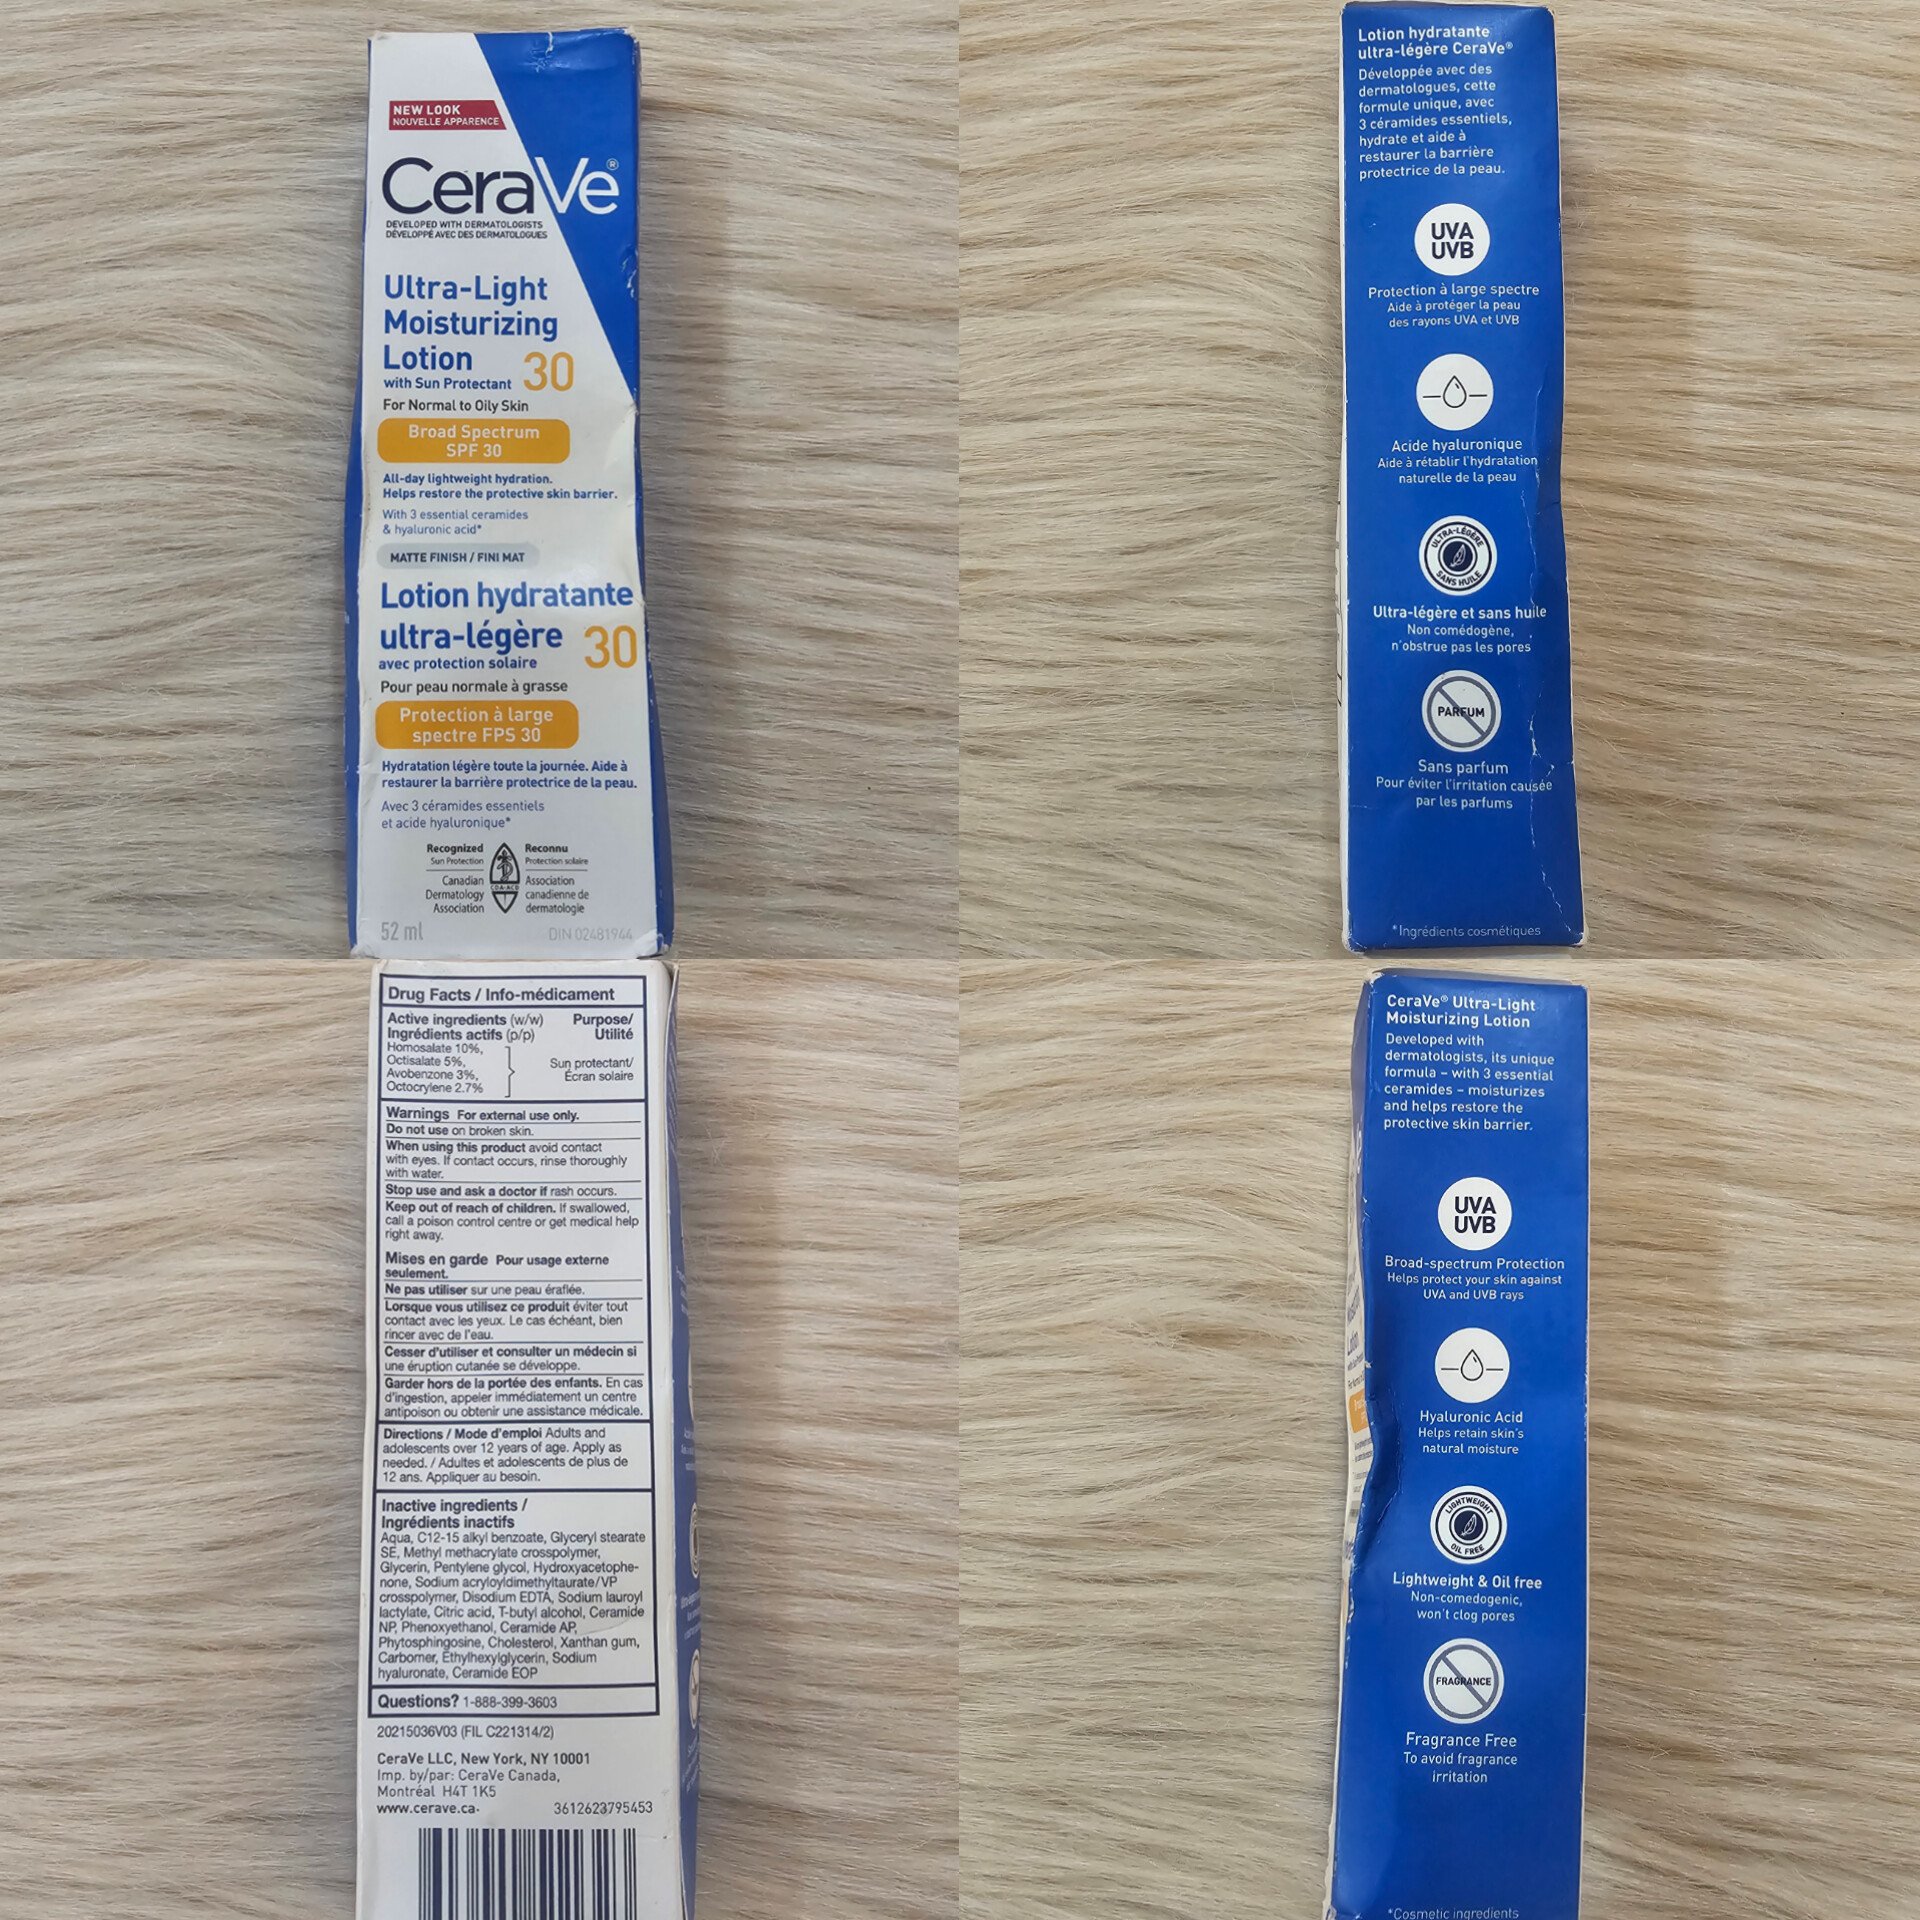 NEW LOOK
NOUVELLE APPARENCE
CeraVe®
DEVELOPED WITH DERMATOLOGISTS
DÉVELOPPÉ AVEC DES DERMATOLOGUES
Ultra-Light
Moisturizing
Lotion 30
with Sun Protectant
For Normal to Oily Skin
Broad Spectrum
SPF 30
All-day lightweight hydration.
Helps restore the protective skin barrier.
With 3 essential ceramides
& hyaluronic acid*
MATTE FINISH / FINI MAT
Lotion hydratante
ultra-légère 30
avec protection solaire
Pour peau normale à grasse
Protection à large
spectre FPS 30
Hydratation légère toute la journée. Aide à
restaurer la barrière protectrice de la peau.
Avec 3 céramides essentiels
et acide hyaluronique*
Recognized
Sun Protection
Canadian
Dermatology
Association
CDA-ACD
Reconnu
Protection solaire
Association
canadienne de
dermatologie
52 ml DIN 02481944
Lotion hydratante
ultra-légère CeraVe®
Développée avec des
dermatologues, cette
formule unique, avec
3 céramides essentiels,
hydrate et aide à
restaurer la barrière
protectrice de la peau.
UVA
UVB
Protection à large spectre
Aide à protéger la peau
des rayons UVA et UVB
Acide hyaluronique
Aide à rétablir l'hydratation
naturelle de la peau
ULTRA-LÉGÈRE
SANS HUILE
Ultra-légère et sans huile
Non comédogène,
n'obstrue pas les pores
PARFUM
Sans parfum
Pour éviter l'irritation causée
par les parfums
*Ingrédients cosmétiques
Drug Facts / Info-médicament
Active ingredients (w/w) Purpose/
Ingrédients actifs (p/p) Utilité
Homosalate 10%,
Octisalate 5%,
Avobenzone 3%,
Octocrylene 2.7%
Sun protectant/
Écran solaire
Warnings For external use only.
Do not use on broken skin.
When using this product avoid contact
with eyes. If contact occurs, rinse thoroughly
with water.
Stop use and ask a doctor if rash occurs.
Keep out of reach of children. If swallowed,
call a poison control centre or get medical help
right away.
Mises en garde Pour usage externe
seulement.
Ne pas utiliser sur une peau éraflée.
Lorsque vous utilisez ce produit éviter tout
contact avec les yeux. Le cas échéant, bien
rincer avec de l'eau.
Cesser d'utiliser et consulter un médecin si
une éruption cutanée se développe.
Garder hors de la portée des enfants. En cas
d'ingestion, appeler immédiatement un centre
antipoison ou obtenir une assistance médicale.
Directions / Mode d'emploi Adults and
adolescents over 12 years of age. Apply as
needed. / Adultes et adolescents de plus de
12 ans. Appliquer au besoin.
Inactive ingredients /
Ingrédients inactifs
Aqua, C12-15 alkyl benzoate, Glyceryl stearate
SE, Methyl methacrylate crosspolymer,
Glycerin, Pentylene glycol, Hydroxyacetophe-
none, Sodium acryloyldimethyltaurate/VP
crosspolymer, Disodium EDTA, Sodium lauroyl
lactylate, Citric acid, T-butyl alcohol, Ceramide
NP, Phenoxyethanol, Ceramide AP,
Phytosphingosine, Cholesterol, Xanthan gum,
Carbomer, Ethylhexylglycerin, Sodium
hyaluronate, Ceramide EOP
Questions? 1-888-399-3603
20215036V03 (FIL C221314/2)
CeraVe LLC, New York, NY 10001
Imp. by/par: CeraVe Canada,
Montréal H4T 1K5
www.cerave.ca
3612623795453
CeraVe® Ultra-Light
Moisturizing Lotion
Developed with
dermatologists, its unique
formula – with 3 essential
ceramides – moisturizes
and helps restore the
protective skin barrier.
UVA
UVB
Broad-spectrum Protection
Helps protect your skin against
UVA and UVB rays
Hyaluronic Acid
Helps retain skin's
natural moisture
LIGHTWEIGHT
OIL FREE
Lightweight & Oil free
Non-comedogenic,
won't clog pores
FRAGRANCE
Fragrance Free
To avoid fragrance
irritation
*Cosmetic ingredients